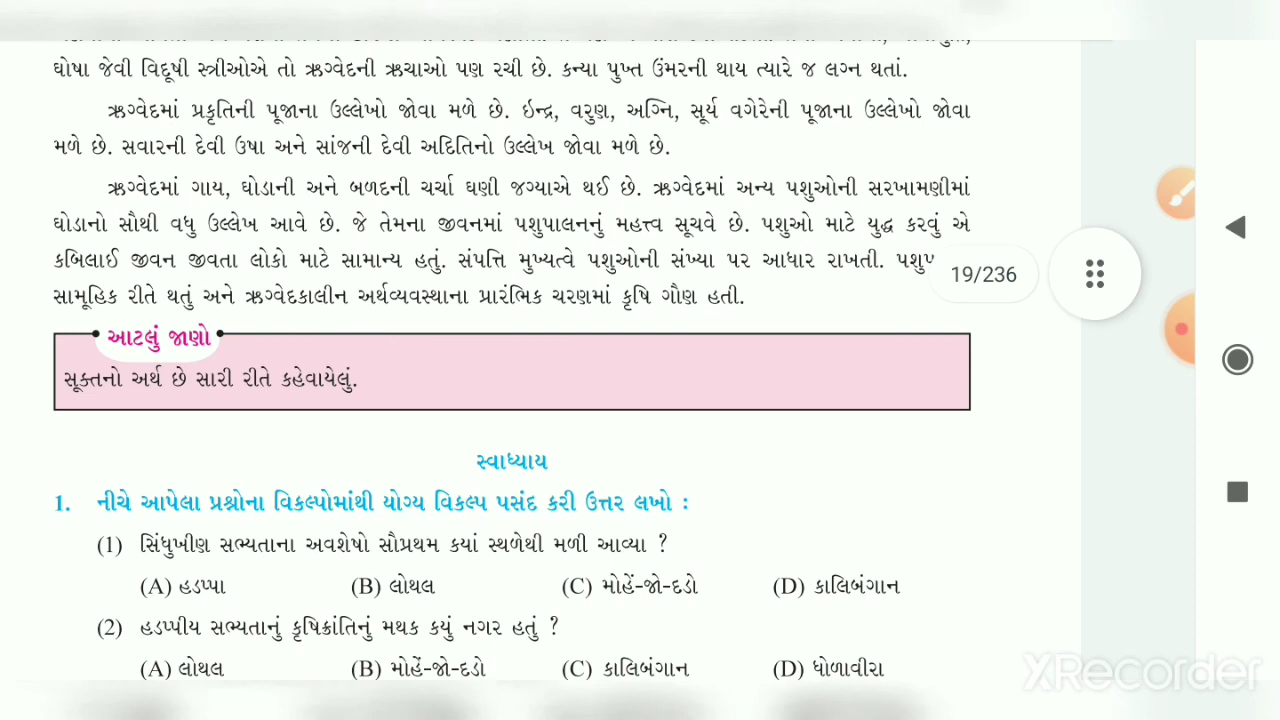 ઘોષા જેવી વિદૂષી સ્ત્રીઓએ તો ઋગ્વેદની ઋચાઓ પણ રચી છે. કન્યા પુખ્ત ઉંમરની થાય ત્યારે જ લગ્ન થતાં.
ઋગ્વેદમાં પ્રકૃતિની પૂજાના ઉલ્લેખો જોવા મળે છે. ઇન્દ્ર, વરુણ, અગ્નિ, સૂર્ય વગેરેની પૂજાના ઉલ્લેખો જોવા
મળે છે. સવારની દેવી ઉષા અને સાંજની દેવી અદિતિનો ઉલ્લેખ જોવા મળે છે.
ઋગ્વેદમાં ગાય, ઘોડાની અને બળદની ચર્ચા ઘણી જગ્યાએ થઈ છે. ઋગ્વેદમાં અન્ય પશુઓની સરખામણીમાં
ઘોડાનો સૌથી વધુ ઉલ્લેખ આવે છે. જે તેમના જીવનમાં પશુપાલનનું મહત્ત્વ સૂચવે છે. પશુઓ માટે યુદ્ધ કરવું એ
કબિલાઈ જીવન જીવતા લોકો માટે સામાન્ય હતું. સંપત્તિ મુખ્યત્વે પશુઓની સંખ્યા પર આધાર રાખતી.
19/236
સામૂહિક રીતે થતું અને ઋગ્વેદકાલીન અર્થવ્યવસ્થાના પ્રારંભિક ચરણમાં કૃષિ ગૌણ હતી.
આટલું જાણો
સૂક્તનો અર્થ છે સારી રીતે કહેવાયેલું.
સ્વાધ્યાય
1. નીચે આપેલા પ્રશ્નોના વિકલ્પોમાંથી યોગ્ય વિકલ્પ પસંદ કરી ઉત્તર લખો :
(1) સિંધુખીણ સભ્યતાના અવશેષો સૌપ્રથમ કયાં સ્થળેથી મળી આવ્યા ?
(A) હડપ્પા (B) લોથલ (C) મોહેં-જો-દડો (D) કાલિબંગાન
(2) હડપ્પીય સભ્યતાનું કૃષિક્રાંતિનું મથક કયું નગર હતું ?
(A) લોથલ (B) મોહેં-જો-દડો (C) કાલિબંગાન (D) ધોળાવીરા
XRecorder